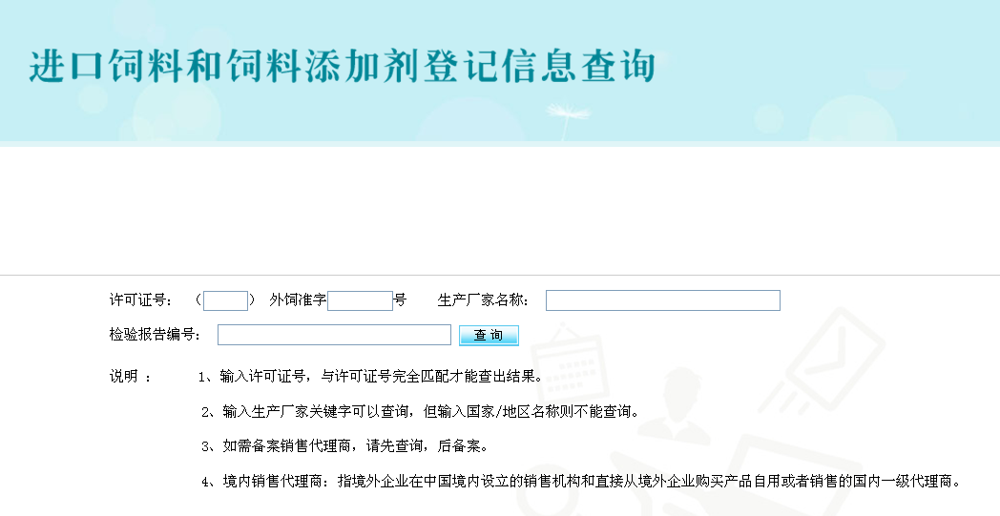 进口饲料和饲料添加剂登记信息查询
许可证号： （ ） 外饲准字 号 生产厂家名称：
检验报告编号： 查 询
说明 ： 1、输入许可证号，与许可证号完全匹配才能查出结果。
2、输入生产厂家关键字可以查询，但输入国家/地区名称则不能查询。
3、如需备案销售代理商，请先查询，后备案。
4、境内销售代理商：指境外企业在中国境内设立的销售机构和直接从境外企业购买产品自用或者销售的国内一级代理商。